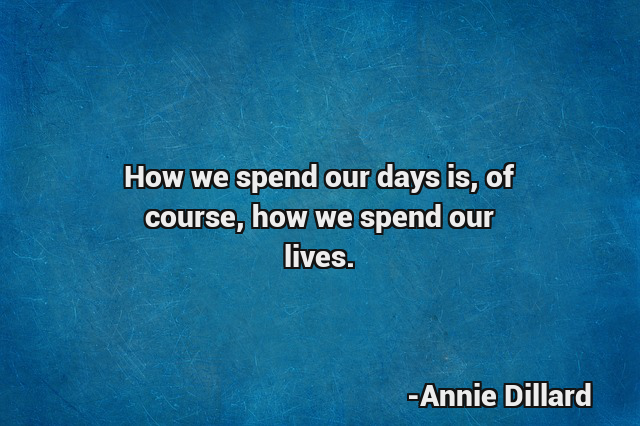 How we spend our days is, of
course, how we spend our
lives.
-Annie Dillard